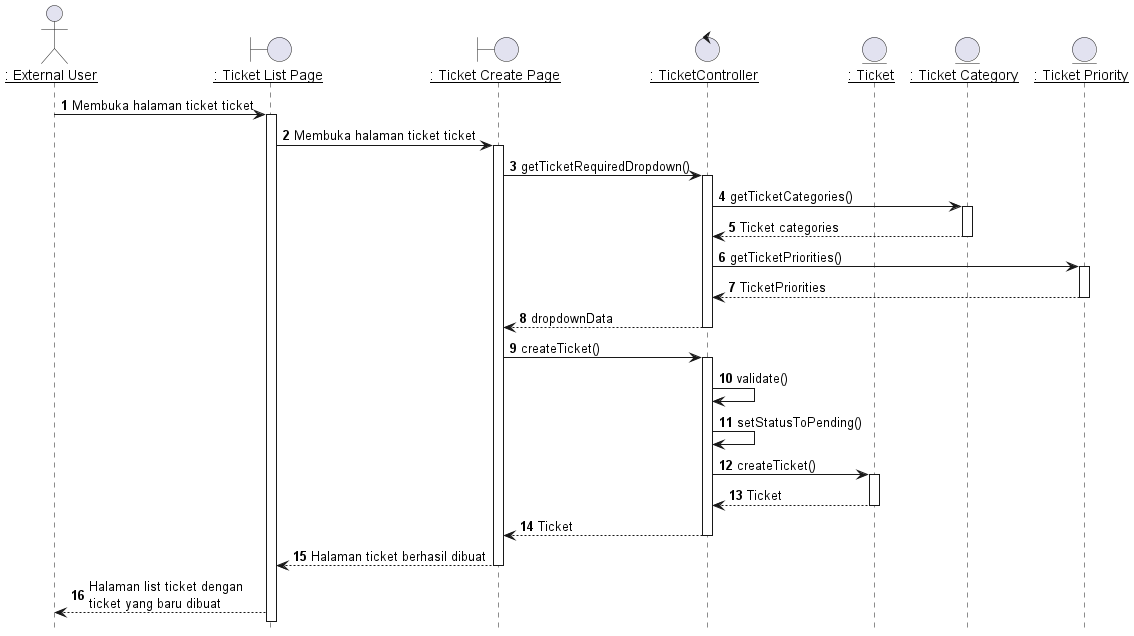 : External User
: Ticket List Page
: Ticket Create Page
: TicketController
: Ticket
: Ticket Category
: Ticket Priority
1 Membuka halaman ticket ticket
2 Membuka halaman ticket ticket
3 getTicketRequiredDropdown()
4 getTicketCategories()
5 Ticket categories
6 getTicketPriorities()
7 TicketPriorities
8 dropdownData
9 createTicket()
10 validate()
11 setStatusToPending()
12 createTicket()
13 Ticket
14 Ticket
15 Halaman ticket berhasil dibuat
16 Halaman list ticket dengan
ticket yang baru dibuat